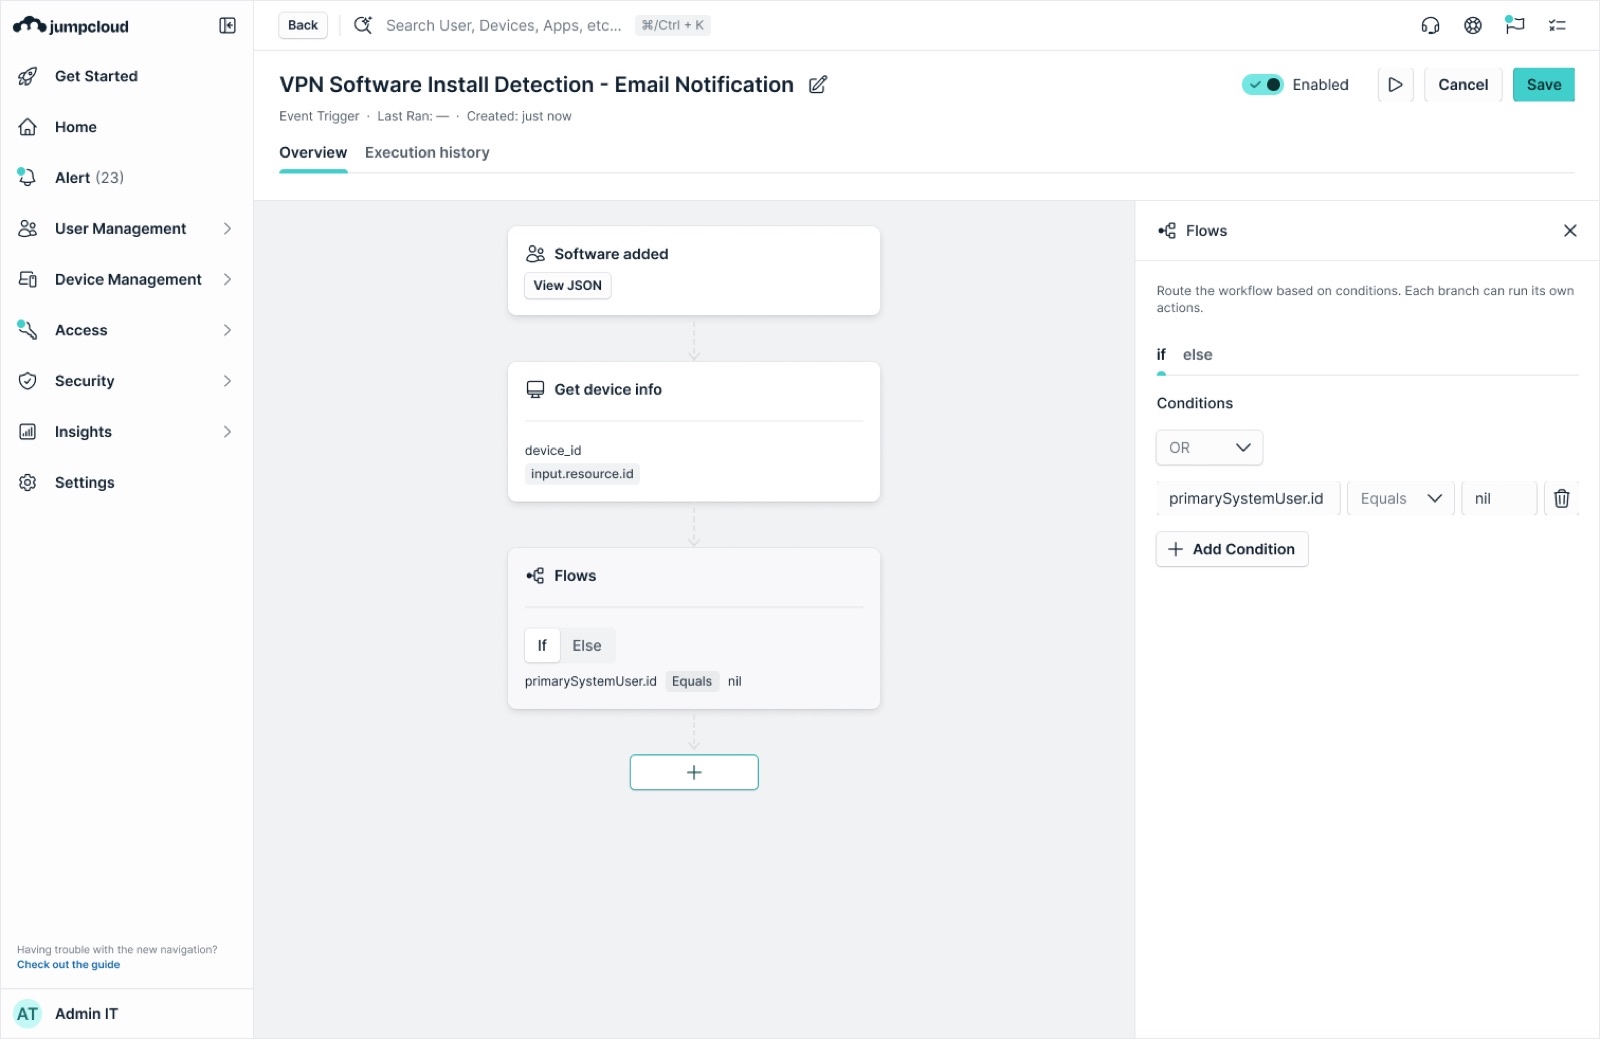 jumpcloud
Get Started
Home
Alert (23)
User Management
Device Management
Access
Security
Insights
Settings
Having trouble with the new navigation?
Check out the guide
AT Admin IT
Back
Search User, Devices, Apps, etc... ⌘/Ctrl + K
VPN Software Install Detection - Email Notification
Enabled
Cancel
Save
Event Trigger · Last Ran: — · Created: just now
Overview
Execution history
Software added
View JSON
Get device info
device_id
input.resource.id
Flows
If Else
primarySystemUser.id Equals nil
+
Flows
Route the workflow based on conditions. Each branch can run its own
actions.
if else
Conditions
OR
primarySystemUser.id Equals nil
+ Add Condition